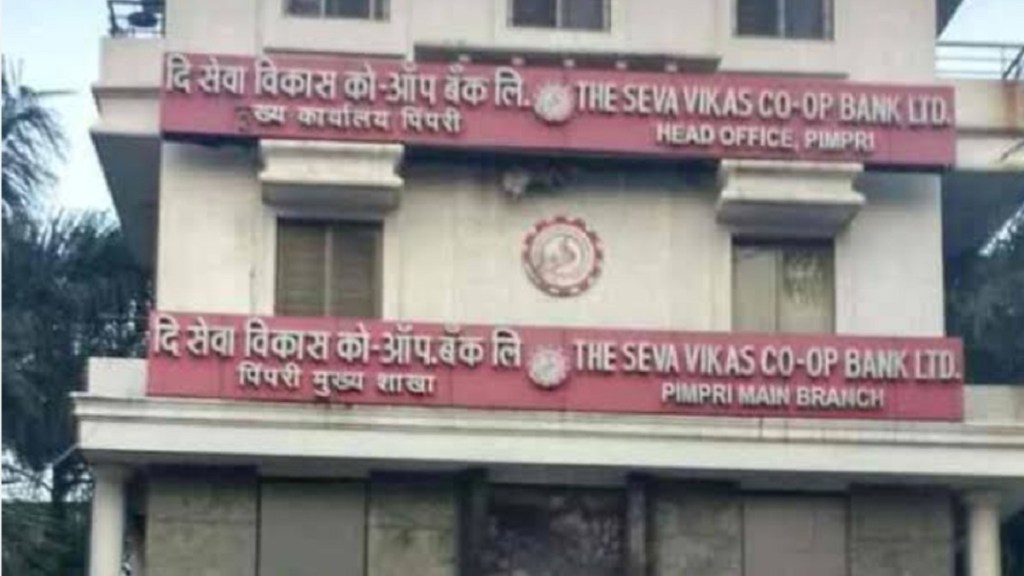 दि सेवा विकास को-ऑप बँक लि. THE SEVA VIKAS CO-OP BANK LTD.
मुख्य कार्यालय पिंपरी HEAD OFFICE, PIMPRI
दि सेवा विकास को-ऑप.बँक लि THE SEVA VIKAS CO-OP BANK LTD.
पिंपरी मुख्य शाखा PIMPRI MAIN BRANCH